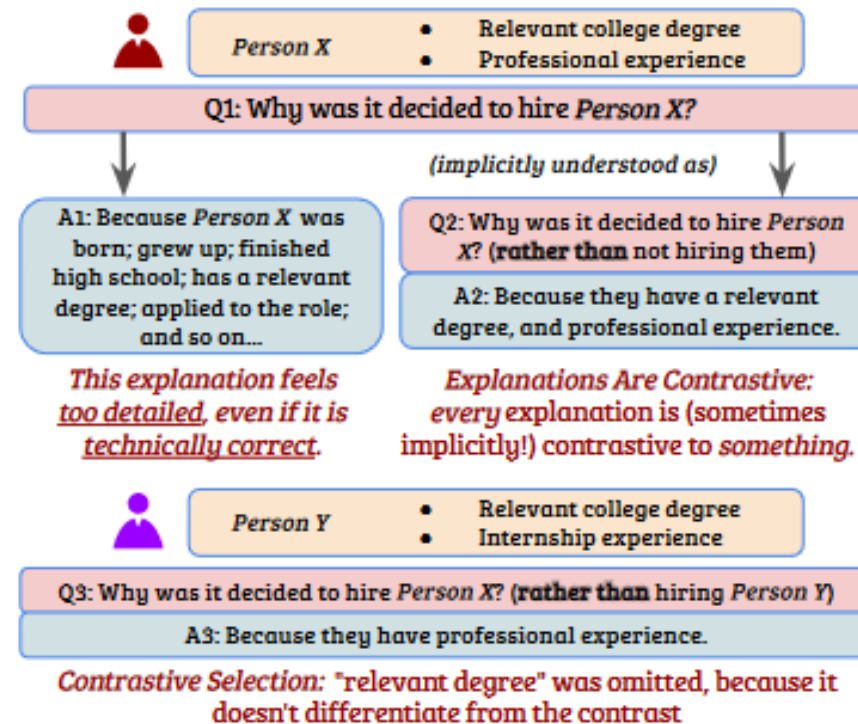 Person X
• Relevant college degree
• Professional experience
Q1: Why was it decided to hire Person X?
(implicitly understood as)
A1: Because Person X was
born; grew up; finished
high school; has a relevant
degree; applied to the role;
and so on...
This explanation feels
too detailed, even if it is
technically correct.
Q2: Why was it decided to hire Person
X? (rather than not hiring them)
A2: Because they have a relevant
degree, and professional experience.
Explanations Are Contrastive:
every explanation is (sometimes
implicitly!) contrastive to something.
Person Y
• Relevant college degree
• Internship experience
Q3: Why was it decided to hire Person X? (rather than hiring Person Y)
A3: Because they have professional experience.
Contrastive Selection: "relevant degree" was omitted, because it
doesn't differentiate from the contrast